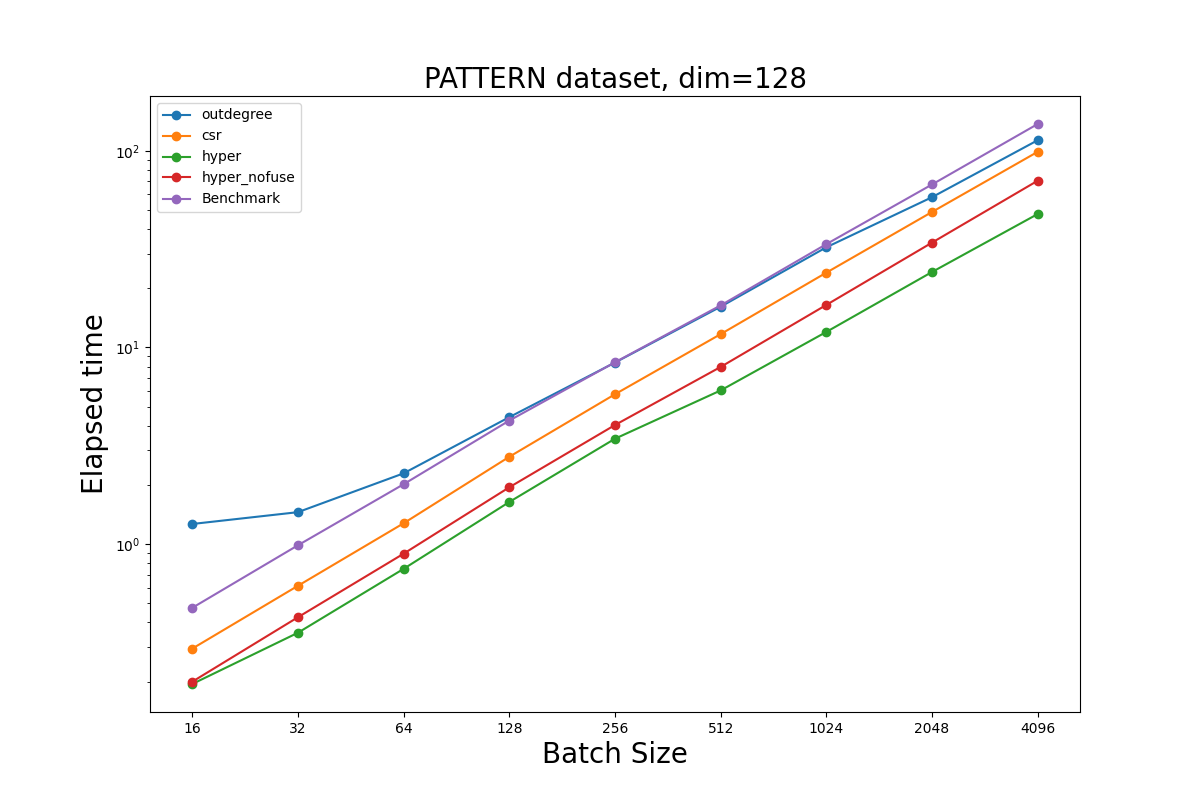 PATTERN dataset, dim=128
outdegree
csr
hyper
hyper_nofuse
Benchmark
10²
10¹
10⁰
Elapsed time
16 32 64 128 256 512 1024 2048 4096
Batch Size